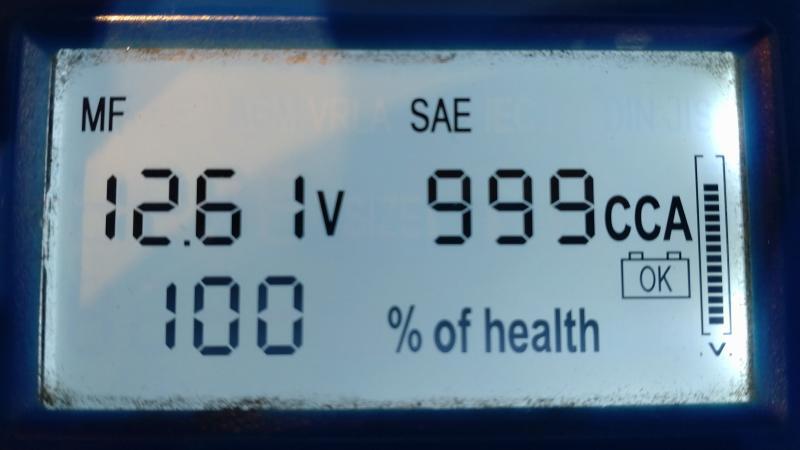 MF SAE
12.61V 999CCA
OK
100 % of health